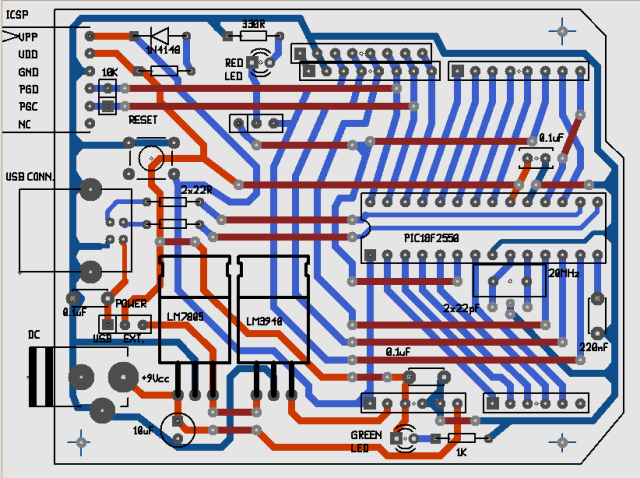 ICSP
VPP
VDD
GND
PGD
PGC
NC
1N4148
330R
RED
LED
10K
RESET
0.1uF
USB CONN.
2x22R
PIC18F2550
20MHz
2x22pF
0.1uF
POWER
USB EXT.
LM7805
LM3940
220nF
DC
+9Vcc
0.1uF
10uF
GREEN
LED
1K